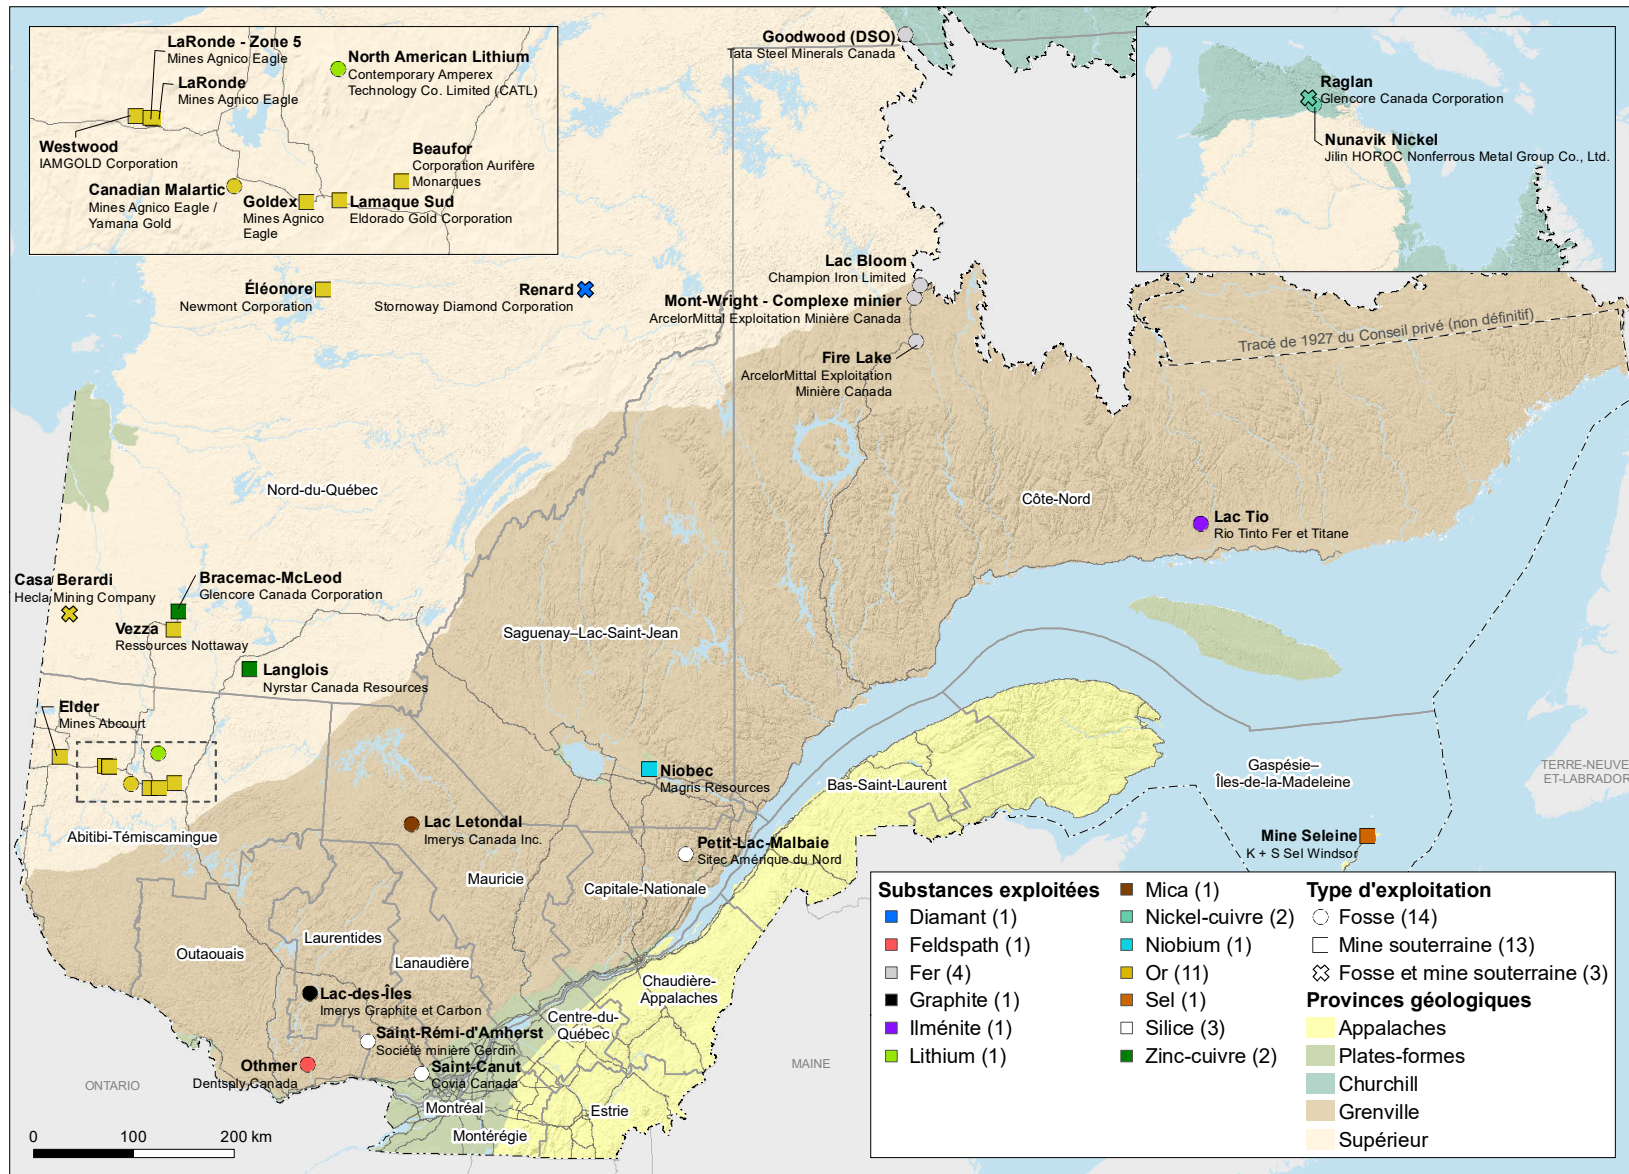 LaRonde - Zone 5
Mines Agnico Eagle
LaRonde
Mines Agnico Eagle
North American Lithium
Contemporary Amperex
Technology Co. Limited (CATL)
Westwood
IAMGOLD Corporation
Beaufor
Corporation Aurifère
Monarques
Canadian Malartic
Mines Agnico Eagle /
Yamana Gold
Goldex
Mines Agnico
Eagle
Lamaque Sud
Eldorado Gold Corporation
Goodwood (DSO)
Tata Steel Minerals Canada
Raglan
Glencore Canada Corporation
Nunavik Nickel
Jilin HOROC Nonferrous Metal Group Co., Ltd.
Éléonore
Newmont Corporation
Renard
Stornoway Diamond Corporation
Lac Bloom
Champion Iron Limited
Mont-Wright - Complexe minier
ArcelorMittal Exploitation Minière Canada
Fire Lake
ArcelorMittal Exploitation
Minière Canada
Tracé de 1927 du Conseil privé (non définitif)
Nord-du-Québec
Côte-Nord
Lac Tio
Rio Tinto Fer et Titane
Casa Berardi
Hecla Mining Company
Bracemac-McLeod
Glencore Canada Corporation
Vezza
Ressources Nottaway
Langlois
Nyrstar Canada Resources
Saguenay–Lac-Saint-Jean
Elder
Mines Abcourt
Abitibi-Témiscamingue
Niobec
Magris Resources
Bas-Saint-Laurent
Gaspésie–
Îles-de-la-Madeleine
TERRE-NEUVE-
ET-LABRADOR
Lac Letondal
Imerys Canada Inc.
Petit-Lac-Malbaie
Sitec Amérique du Nord
Mine Seleine
K + S Sel Windsor
Mauricie
Capitale-Nationale
Outaouais
Laurentides
Lanaudière
Chaudière-
Appalaches
Lac-des-Îles
Imerys Graphite et Carbon
Centre-du-
Québec
Saint-Rémi-d'Amherst
Société minière Gerdin
Othmer
Dentsply Canada
Saint-Canut
Covia Canada
Montréal
Estrie
Montérégie
ONTARIO
MAINE
0 100 200 km
Substances exploitées
Diamant (1)
Feldspath (1)
Fer (4)
Graphite (1)
Ilménite (1)
Lithium (1)
Mica (1)
Nickel-cuivre (2)
Niobium (1)
Or (11)
Sel (1)
Silice (3)
Zinc-cuivre (2)
Type d'exploitation
Fosse (14)
Mine souterraine (13)
Fosse et mine souterraine (3)
Provinces géologiques
Appalaches
Plates-formes
Churchill
Grenville
Supérieur